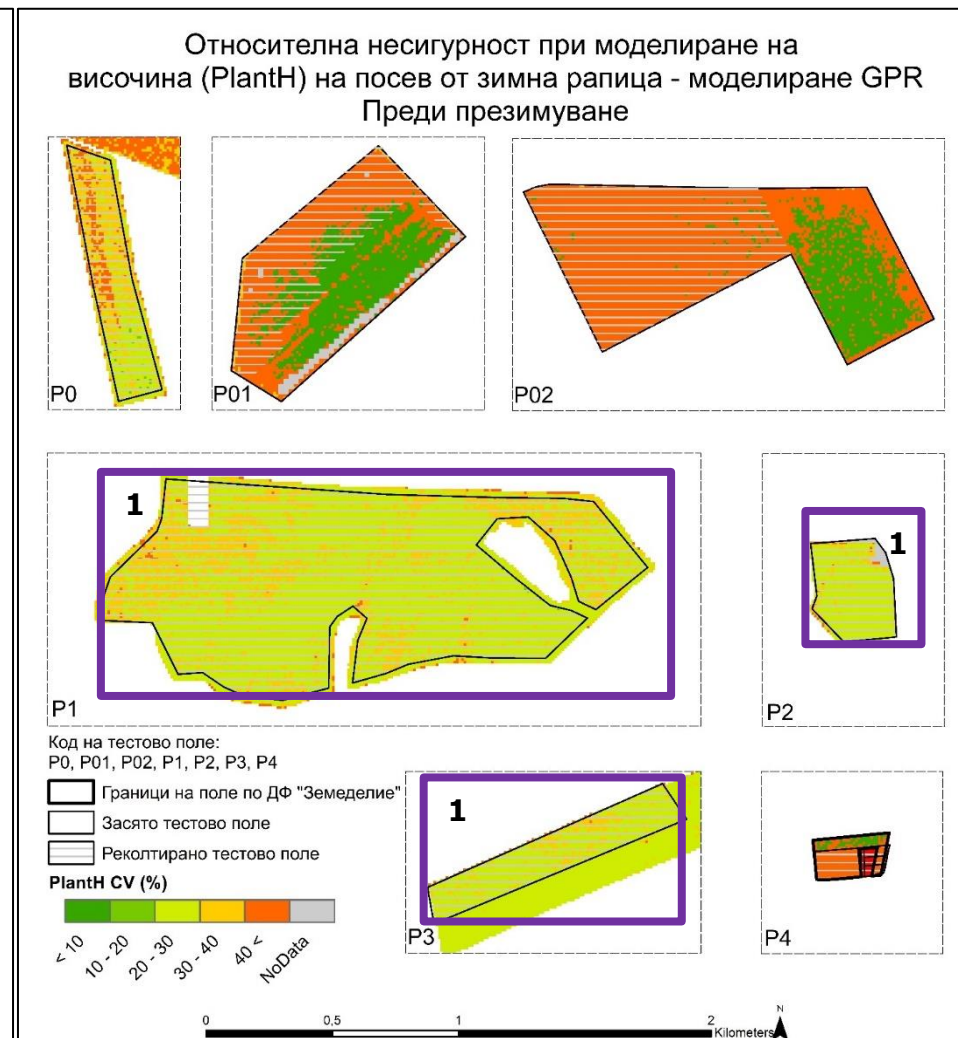 Относителна несигурност при моделиране на
височина (PlantH) на посев от зимна рапица - моделиране GPR
Преди презимуване
P0
P01
P02
1
P1
1
P2
Код на тестово поле:
P0, P01, P02, P1, P2, P3, P4
Граници на поле по ДФ "Земеделие"
Засято тестово поле
Реколтирано тестово поле
PlantH CV (%)
< 10
10 - 20
20 - 30
30 - 40
40 <
NoData
1
P3
P4
0 0,5 1 2
Kilometers
N